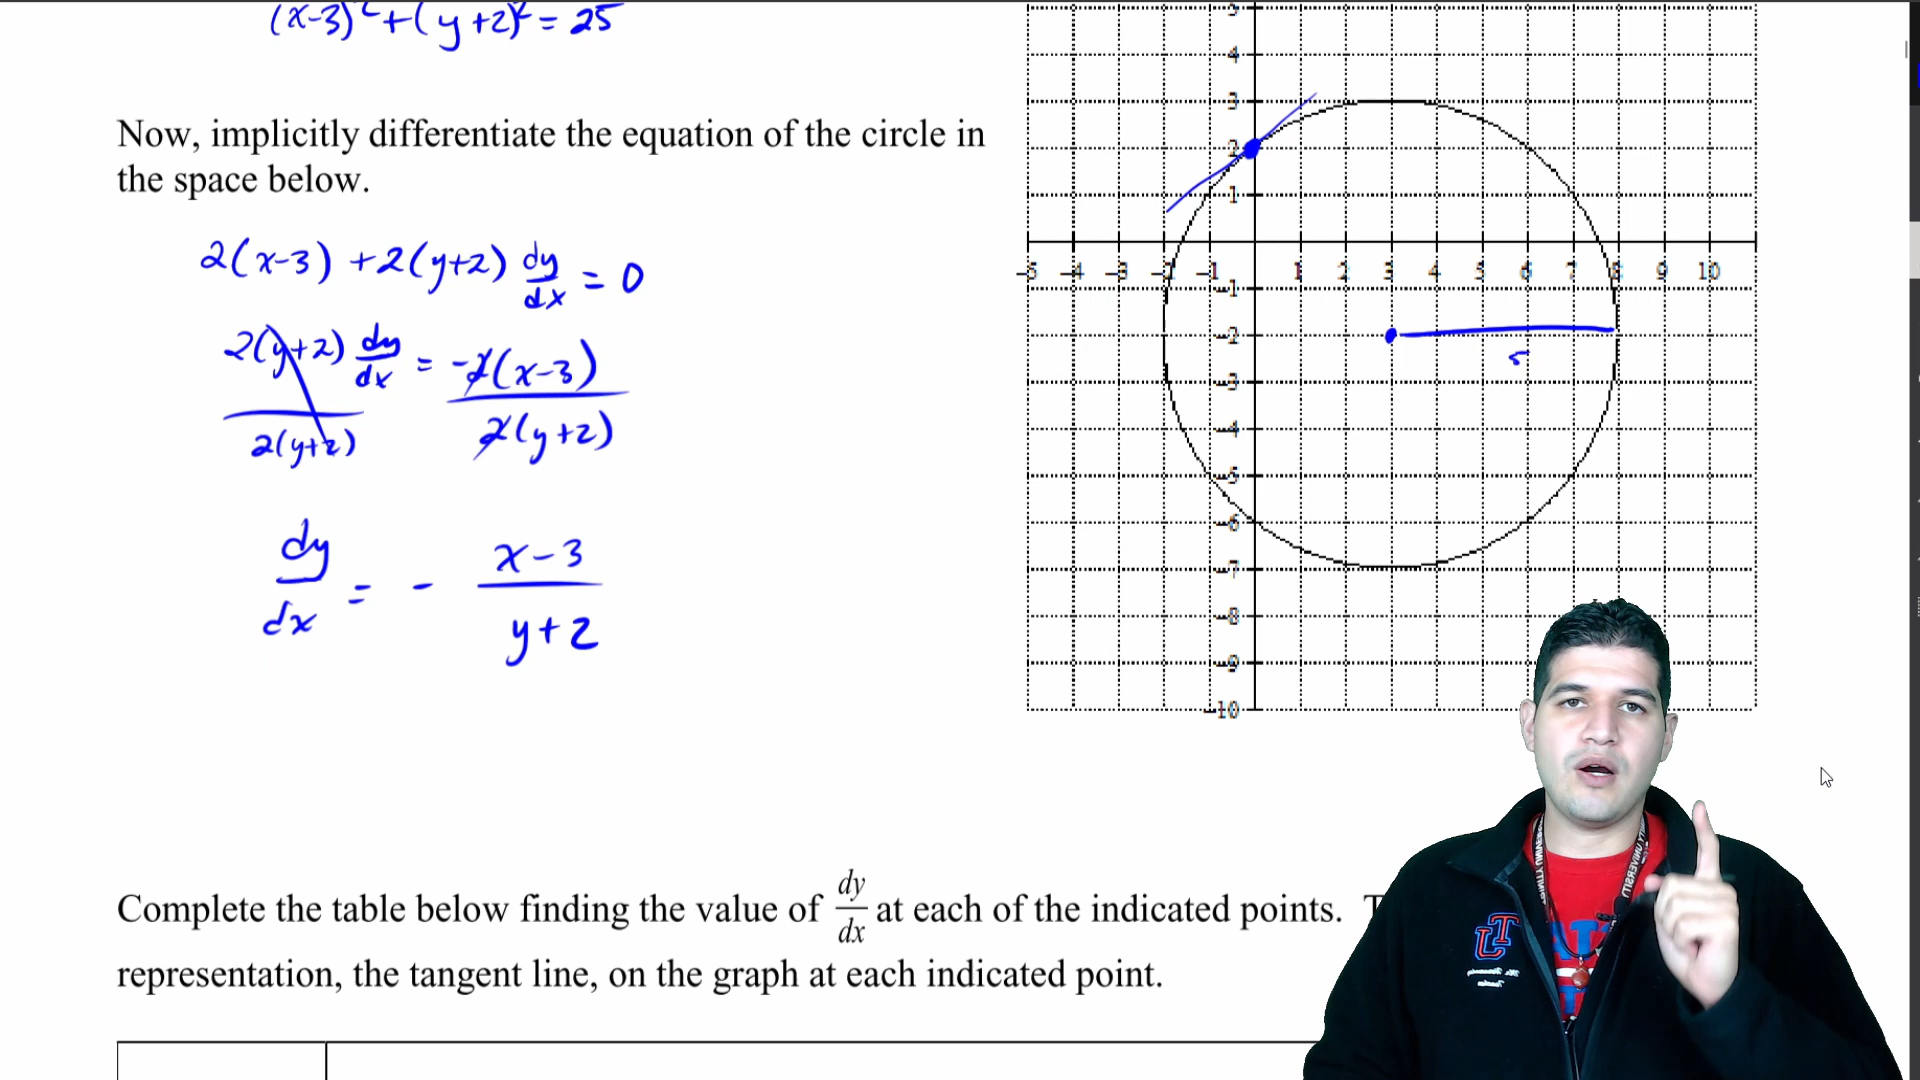 (x-3)² + (y+2)² = 25
Now, implicitly differentiate the equation of the circle in
the space below.
2(x-3) + 2(y+2) dy/dx = 0
2(y+2) dy/dx / 2(y+2) = -2(x-3) / 2(y+2)
dy/dx = - x-3 / y+2
Complete the table below finding the value of dy/dx at each of the indicated points.
representation, the tangent line, on the graph at each indicated point.
5
4
3
2
1
-5 -4 -3 -2 -1 1 2 3 4 5 6 7 8 9 10
-1
-2
5
-3
-4
-5
-6
-7
-8
-9
-10
UT